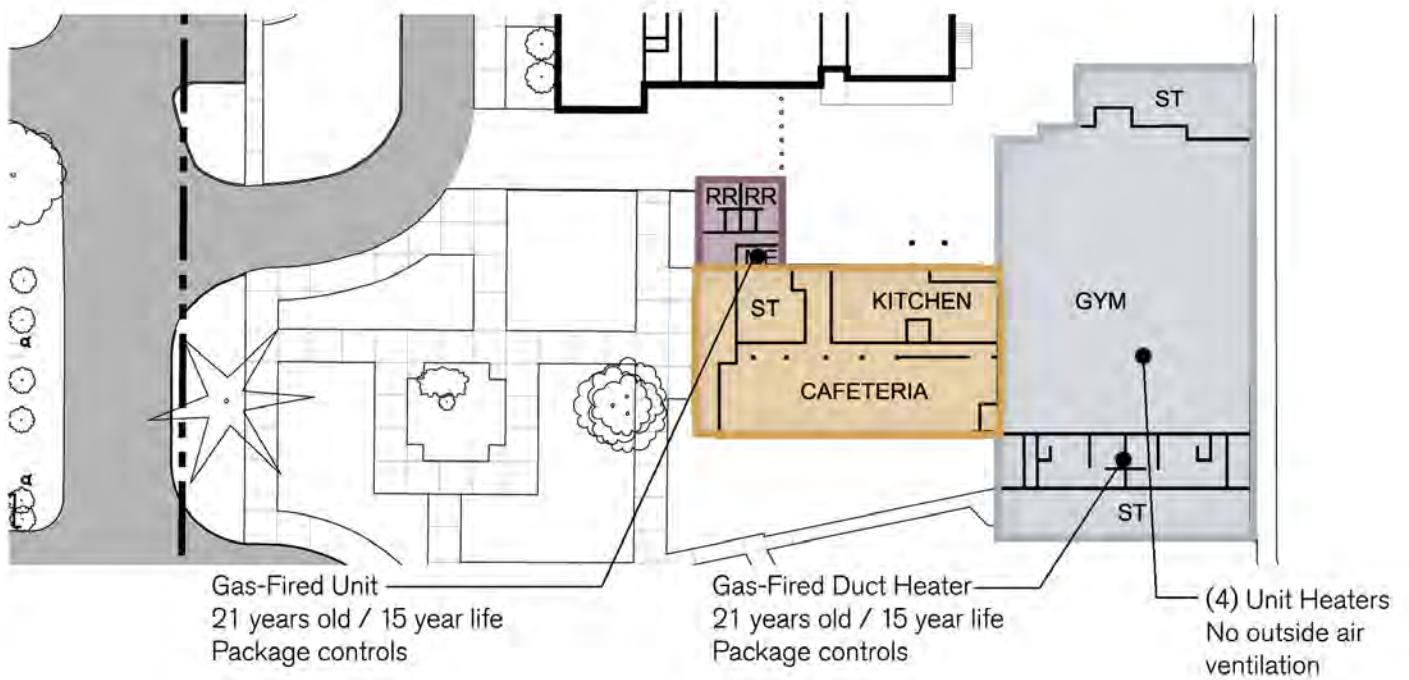 ST
RR RR
ST
KITCHEN
GYM
CAFETERIA
ST
Gas-Fired Unit
21 years old / 15 year life
Package controls
Gas-Fired Duct Heater
21 years old / 15 year life
Package controls
(4) Unit Heaters
No outside air
ventilation